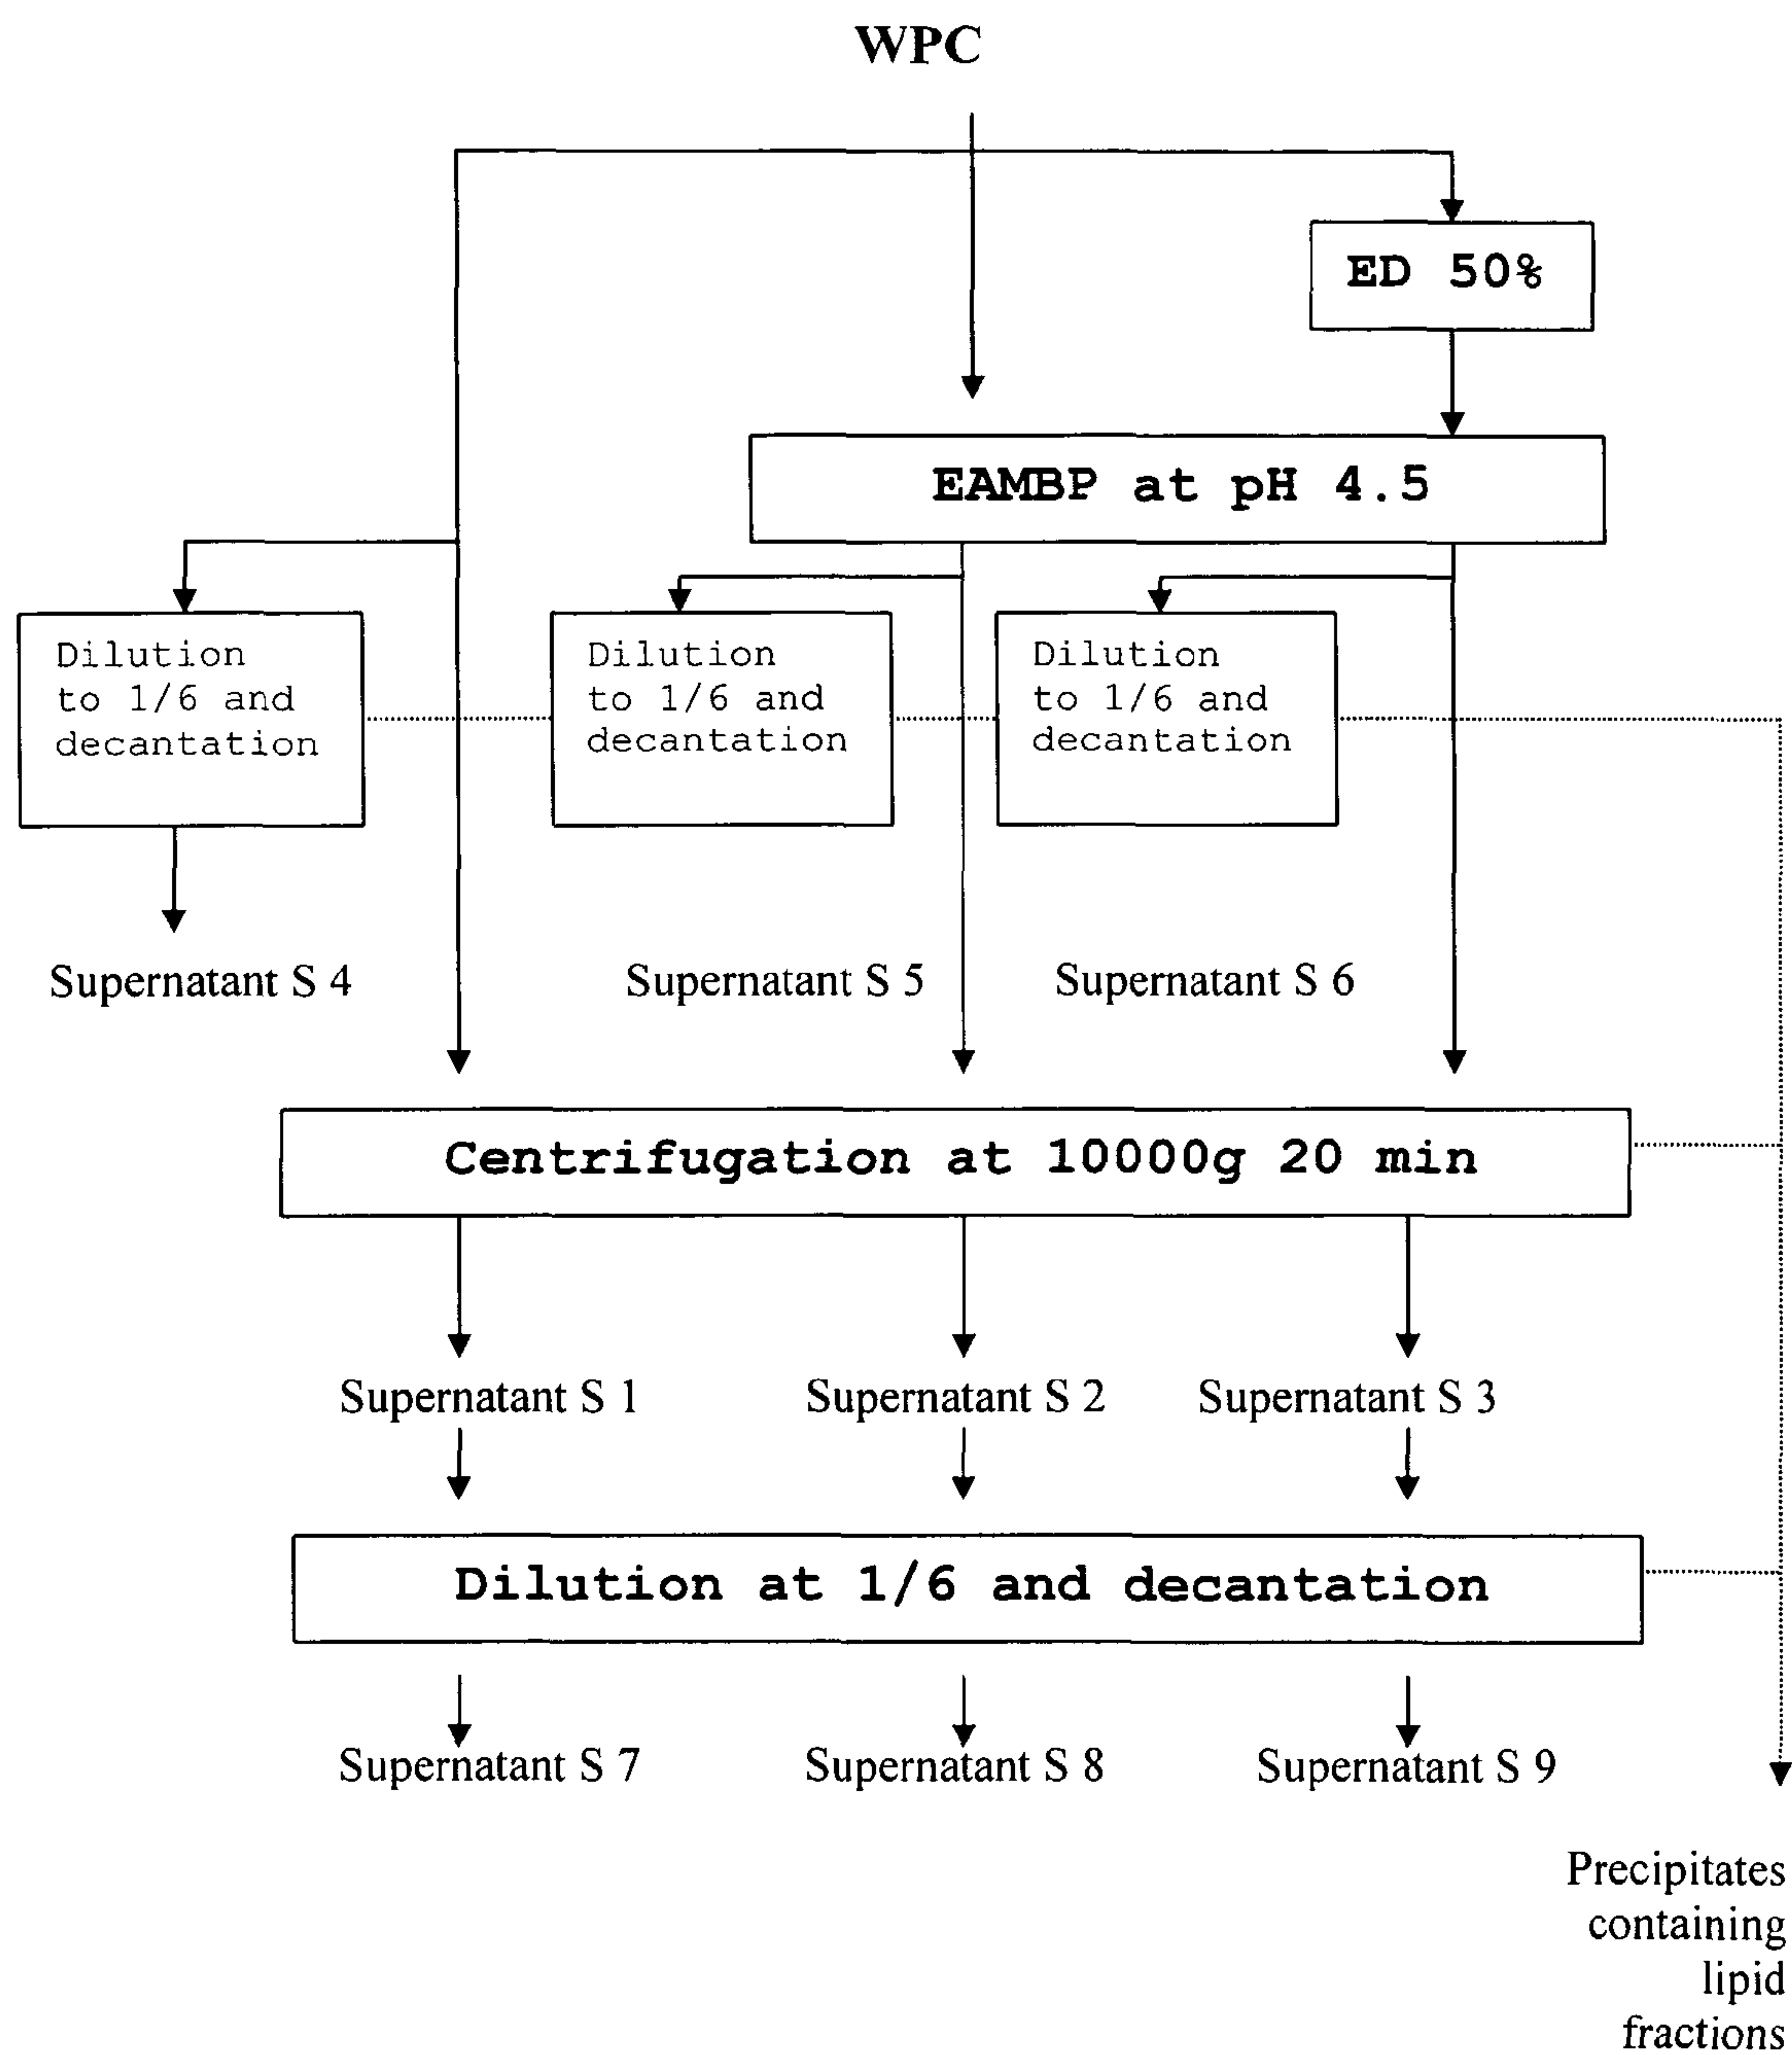 WPC
ED 50%
EAMBP at pH 4.5
Dilution
to 1/6 and
decantation
Dilution
to 1/6 and
decantation
Dilution
to 1/6 and
decantation
Supernatant S 4
Supernatant S 5
Supernatant S 6
Centrifugation at 10000g 20 min
Supernatant S 1
Supernatant S 2
Supernatant S 3
Dilution at 1/6 and decantation
Supernatant S 7
Supernatant S 8
Supernatant S 9
Precipitates
containing
lipid
fractions